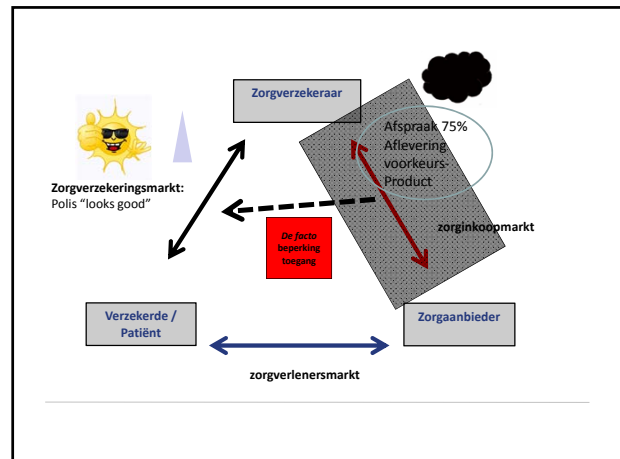 Zorgverzekeraar
Afspraak 75%
Aflevering
voorkeurs-
Product
Zorgverzekeringsmarkt:
Polis “looks good”
De facto
beperking
toegang
zorginkoopmarkt
Verzekerde /
Patiënt
Zorgaanbieder
zorgverlenersmarkt